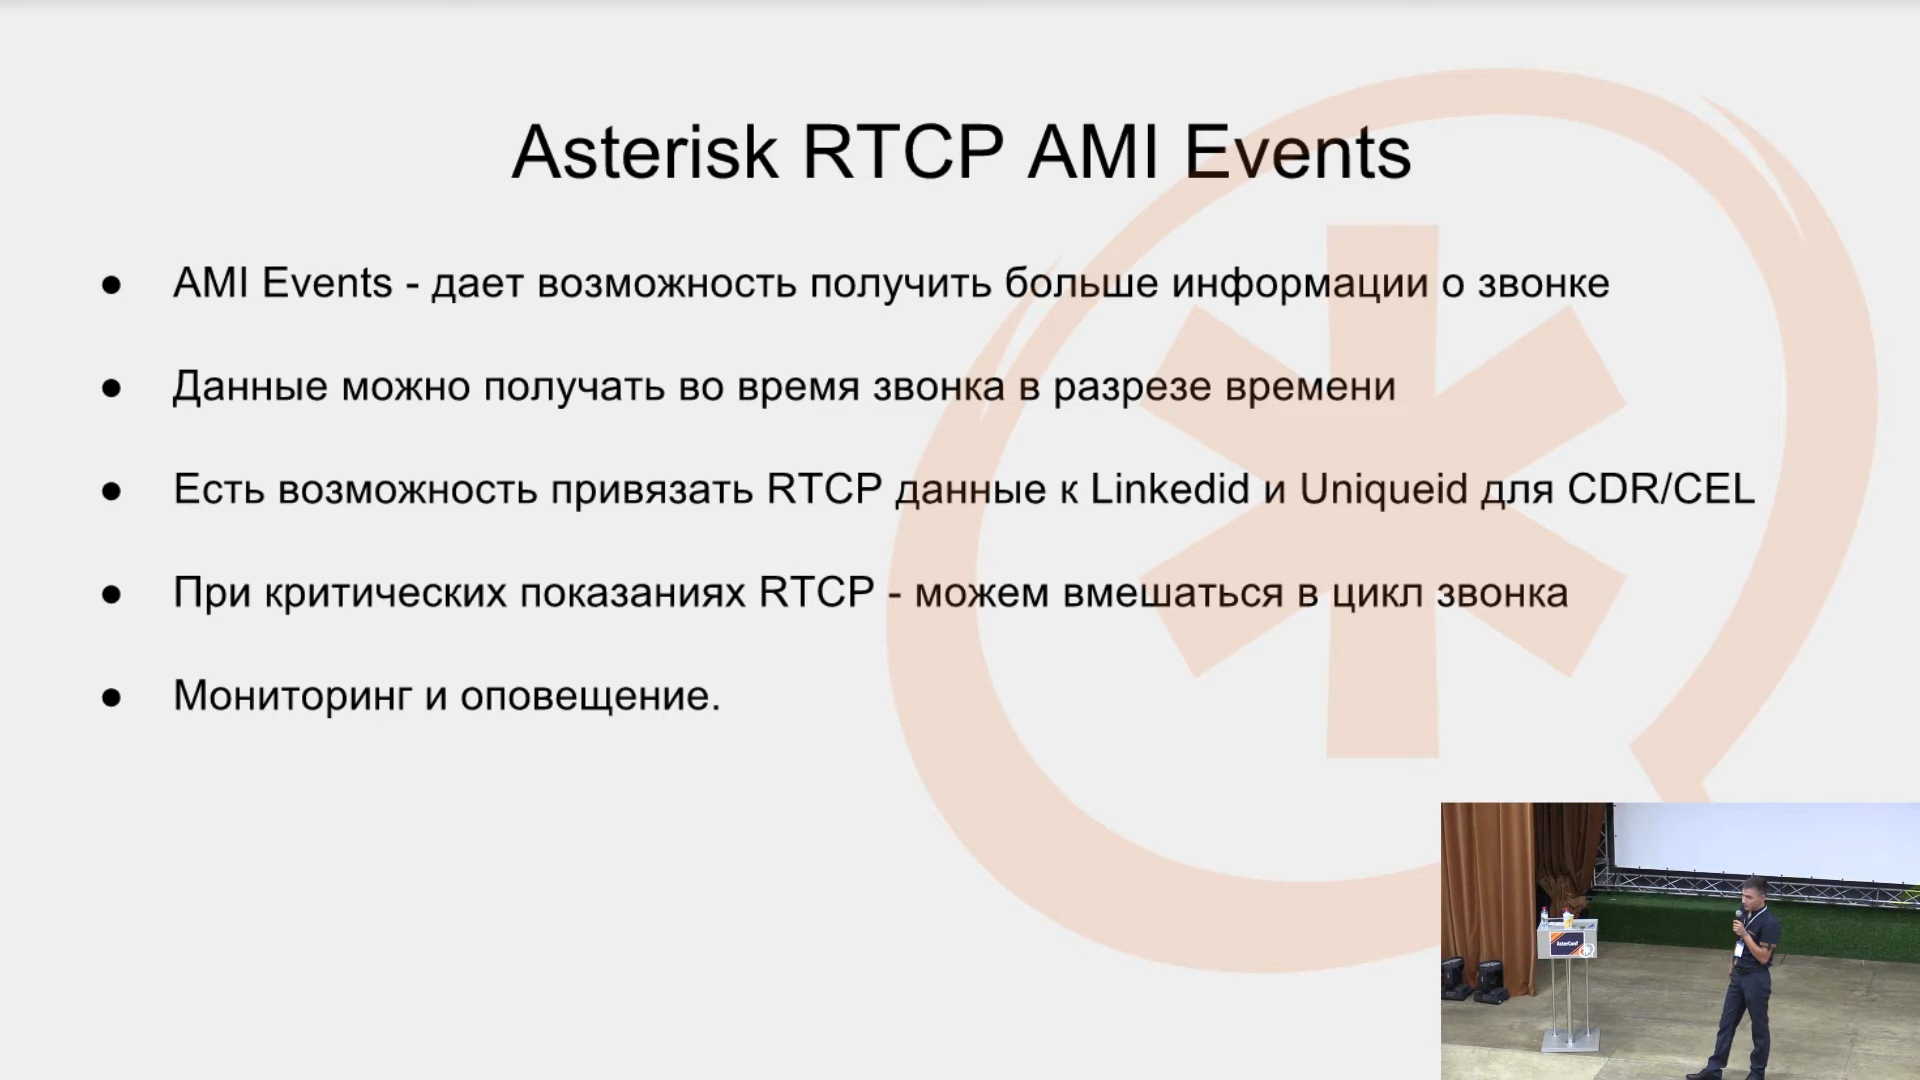 Asterisk RTCP AMI Events
● AMI Events - дает возможность получить больше информации о звонке
● Данные можно получать во время звонка в разрезе времени
● Есть возможность привязать RTCP данные к Linkedid и Uniqueid для CDR/CEL
● При критических показаниях RTCP - можем вмешаться в цикл звонка
● Мониторинг и оповещение.
AsterConf